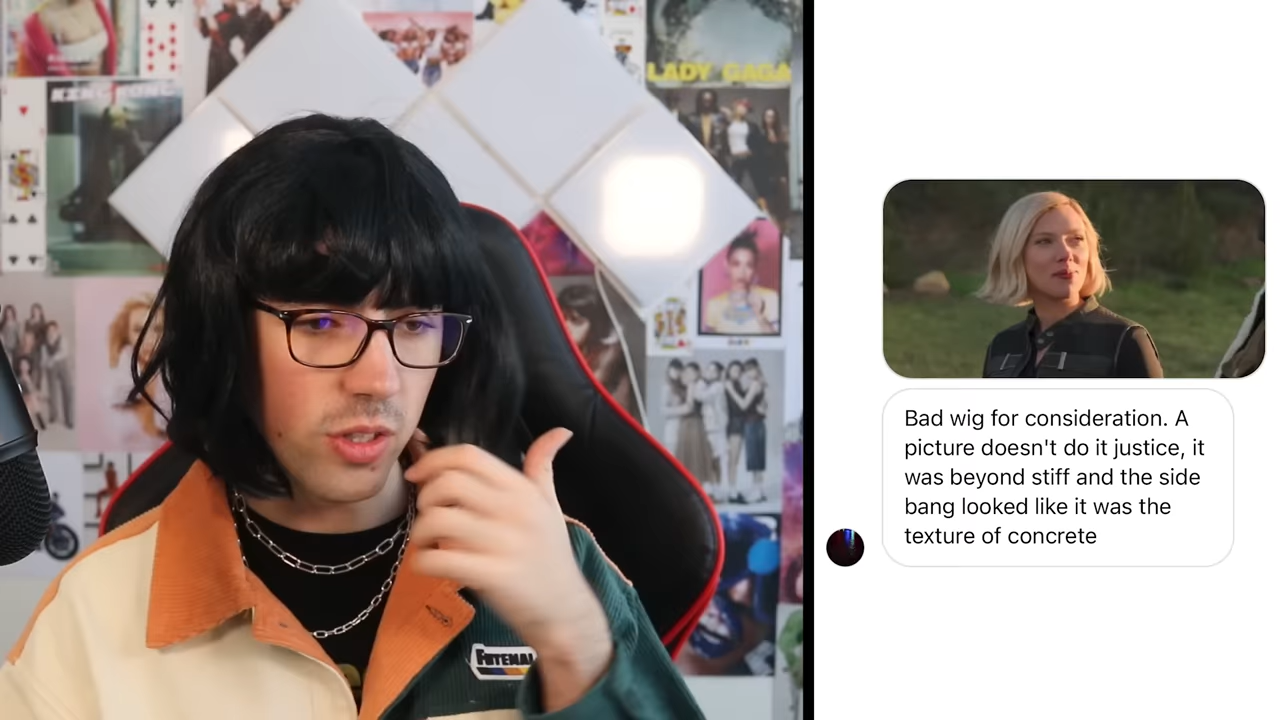 LADY GAGA
KING KONG
Bad wig for consideration. A
picture doesn't do it justice, it
was beyond stiff and the side
bang looked like it was the
texture of concrete